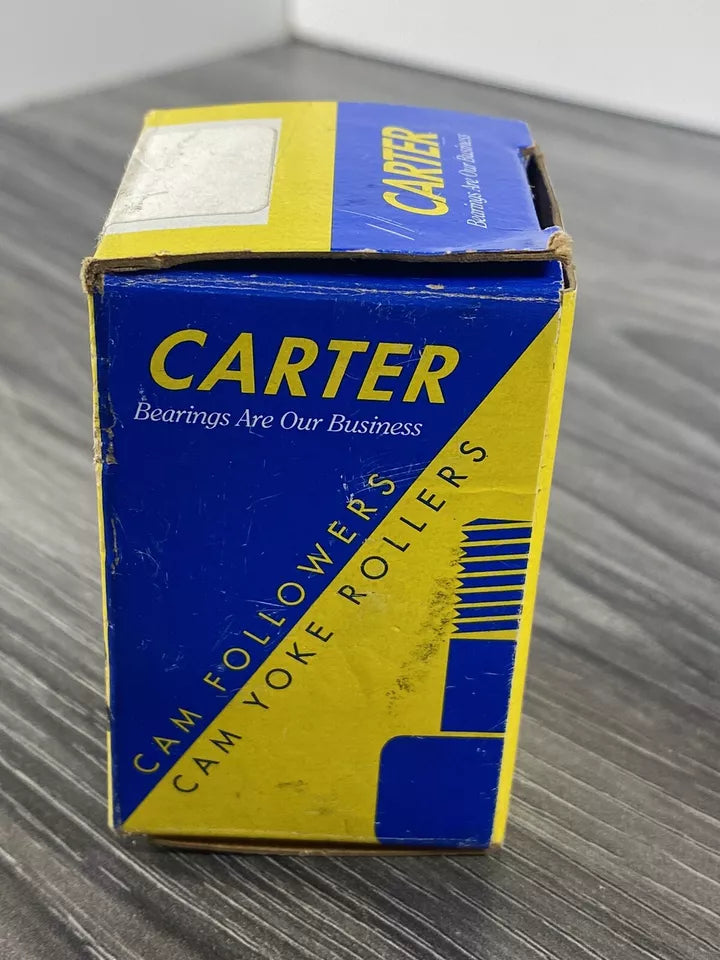 CARTER
Bearings Are Our Business
CARTER
Bearings Are Our Business
CAM FOLLOWERS
CAM YOKE ROLLERS